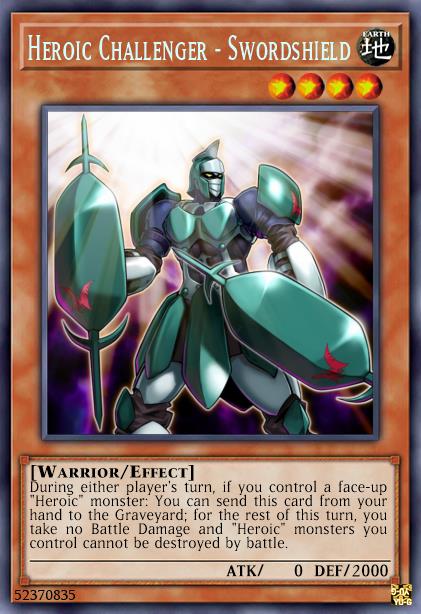 HEROIC CHALLENGER - SWORDSHIELD
EARTH
地
[WARRIOR/EFFECT]
During either player's turn, if you control a face-up
"Heroic" monster: You can send this card from your
hand to the Graveyard; for the rest of this turn, you
take no Battle Damage and "Heroic" monsters you
control cannot be destroyed by battle.
ATK/ 0 DEF/2000
52370835